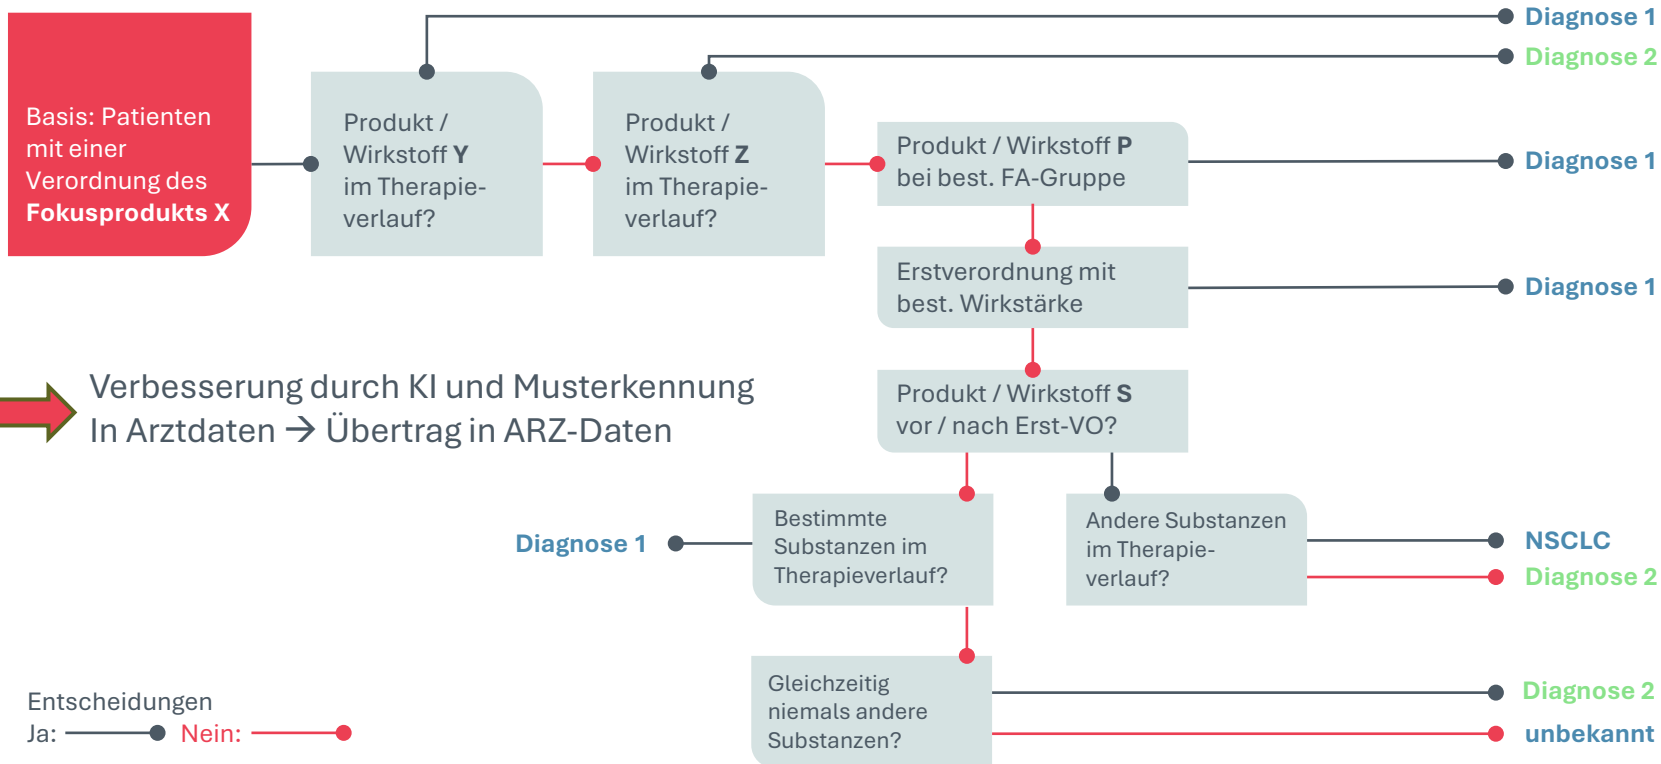 Diagnose 1
Diagnose 2
Basis: Patienten
mit einer
Verordnung des
Fokusprodukts X
Produkt /
Wirkstoff Y
im Therapie-
verlauf?
Produkt /
Wirkstoff Z
im Therapie-
verlauf?
Produkt / Wirkstoff P
bei best. FA-Gruppe
Diagnose 1
Erstverordnung mit
best. Wirkstärke
Diagnose 1
Verbesserung durch KI und Musterkennung
In Arztdaten → Übertrag in ARZ-Daten
Produkt / Wirkstoff S
vor / nach Erst-VO?
Diagnose 1
Bestimmte
Substanzen im
Therapieverlauf?
Andere Substanzen
im Therapie-
verlauf?
NSCLC
Diagnose 2
Gleichzeitig
niemals andere
Substanzen?
Diagnose 2
unbekannt
Entscheidungen
Ja: Nein: